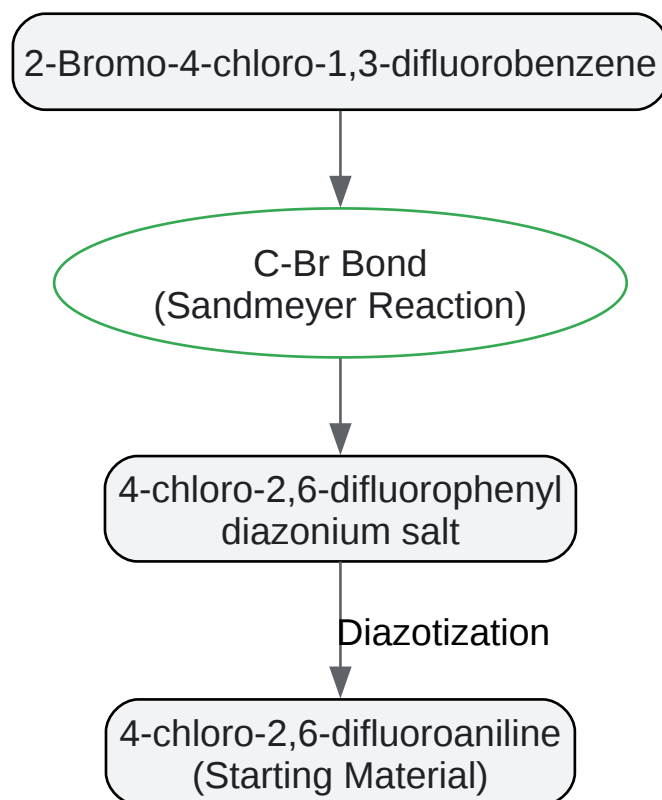 2-Bromo-4-chloro-1,3-difluorobenzene
C-Br Bond
(Sandmeyer Reaction)
4-chloro-2,6-difluorophenyl
diazonium salt
Diazotization
4-chloro-2,6-difluoroaniline
(Starting Material)